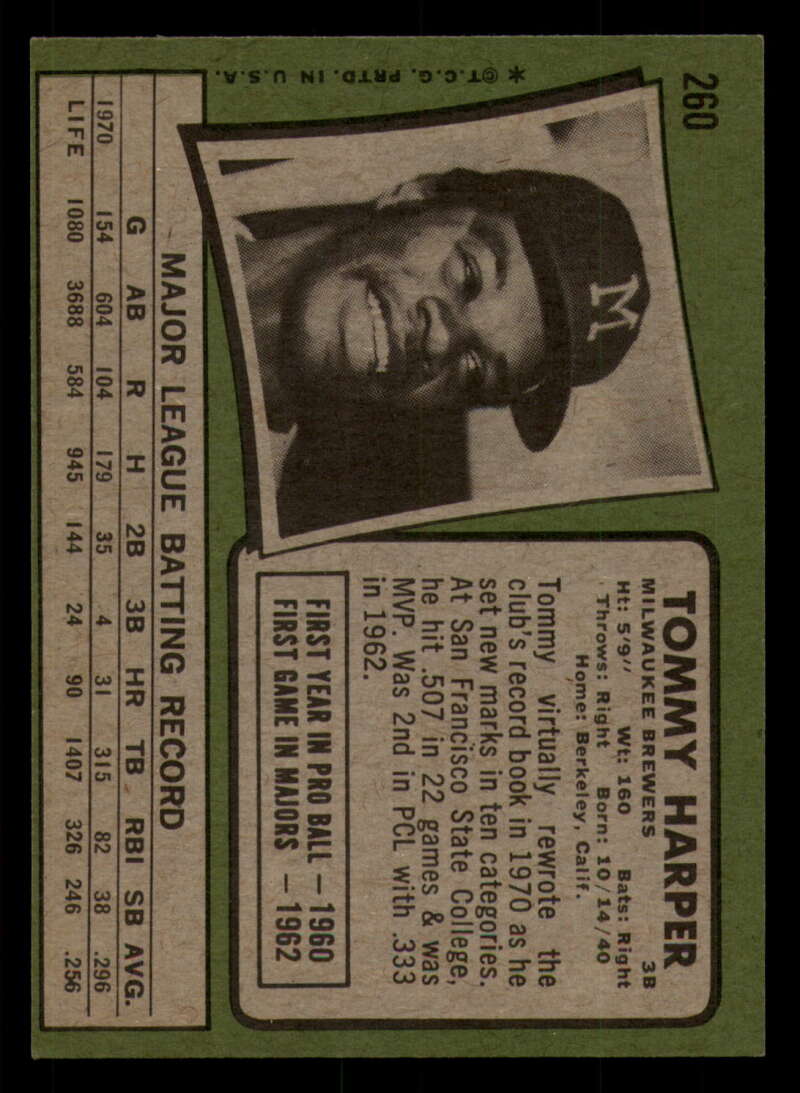 260
* ©T.C.G. PRTD. IN U.S.A.
M
TOMMY HARPER
MILWAUKEE BREWERS 3B
Ht: 5'9" Wt: 160 Bats: Right
Throws: Right Born: 10/14/40
Home: Berkeley, Calif.
Tommy virtually rewrote the
club's record book in 1970 as he
set new marks in ten categories.
At San Francisco State College,
he hit .507 in 22 games & was
MVP. Was 2nd in PCL with .333
in 1962.
FIRST YEAR IN PRO BALL — 1960
FIRST GAME IN MAJORS — 1962
MAJOR LEAGUE BATTING RECORD
G AB R H 2B 3B HR TB RBI SB AVG.
1970 154 604 104 179 35 4 31 315 82 38 .296
LIFE 1080 3688 584 945 144 24 90 1407 326 246 .256